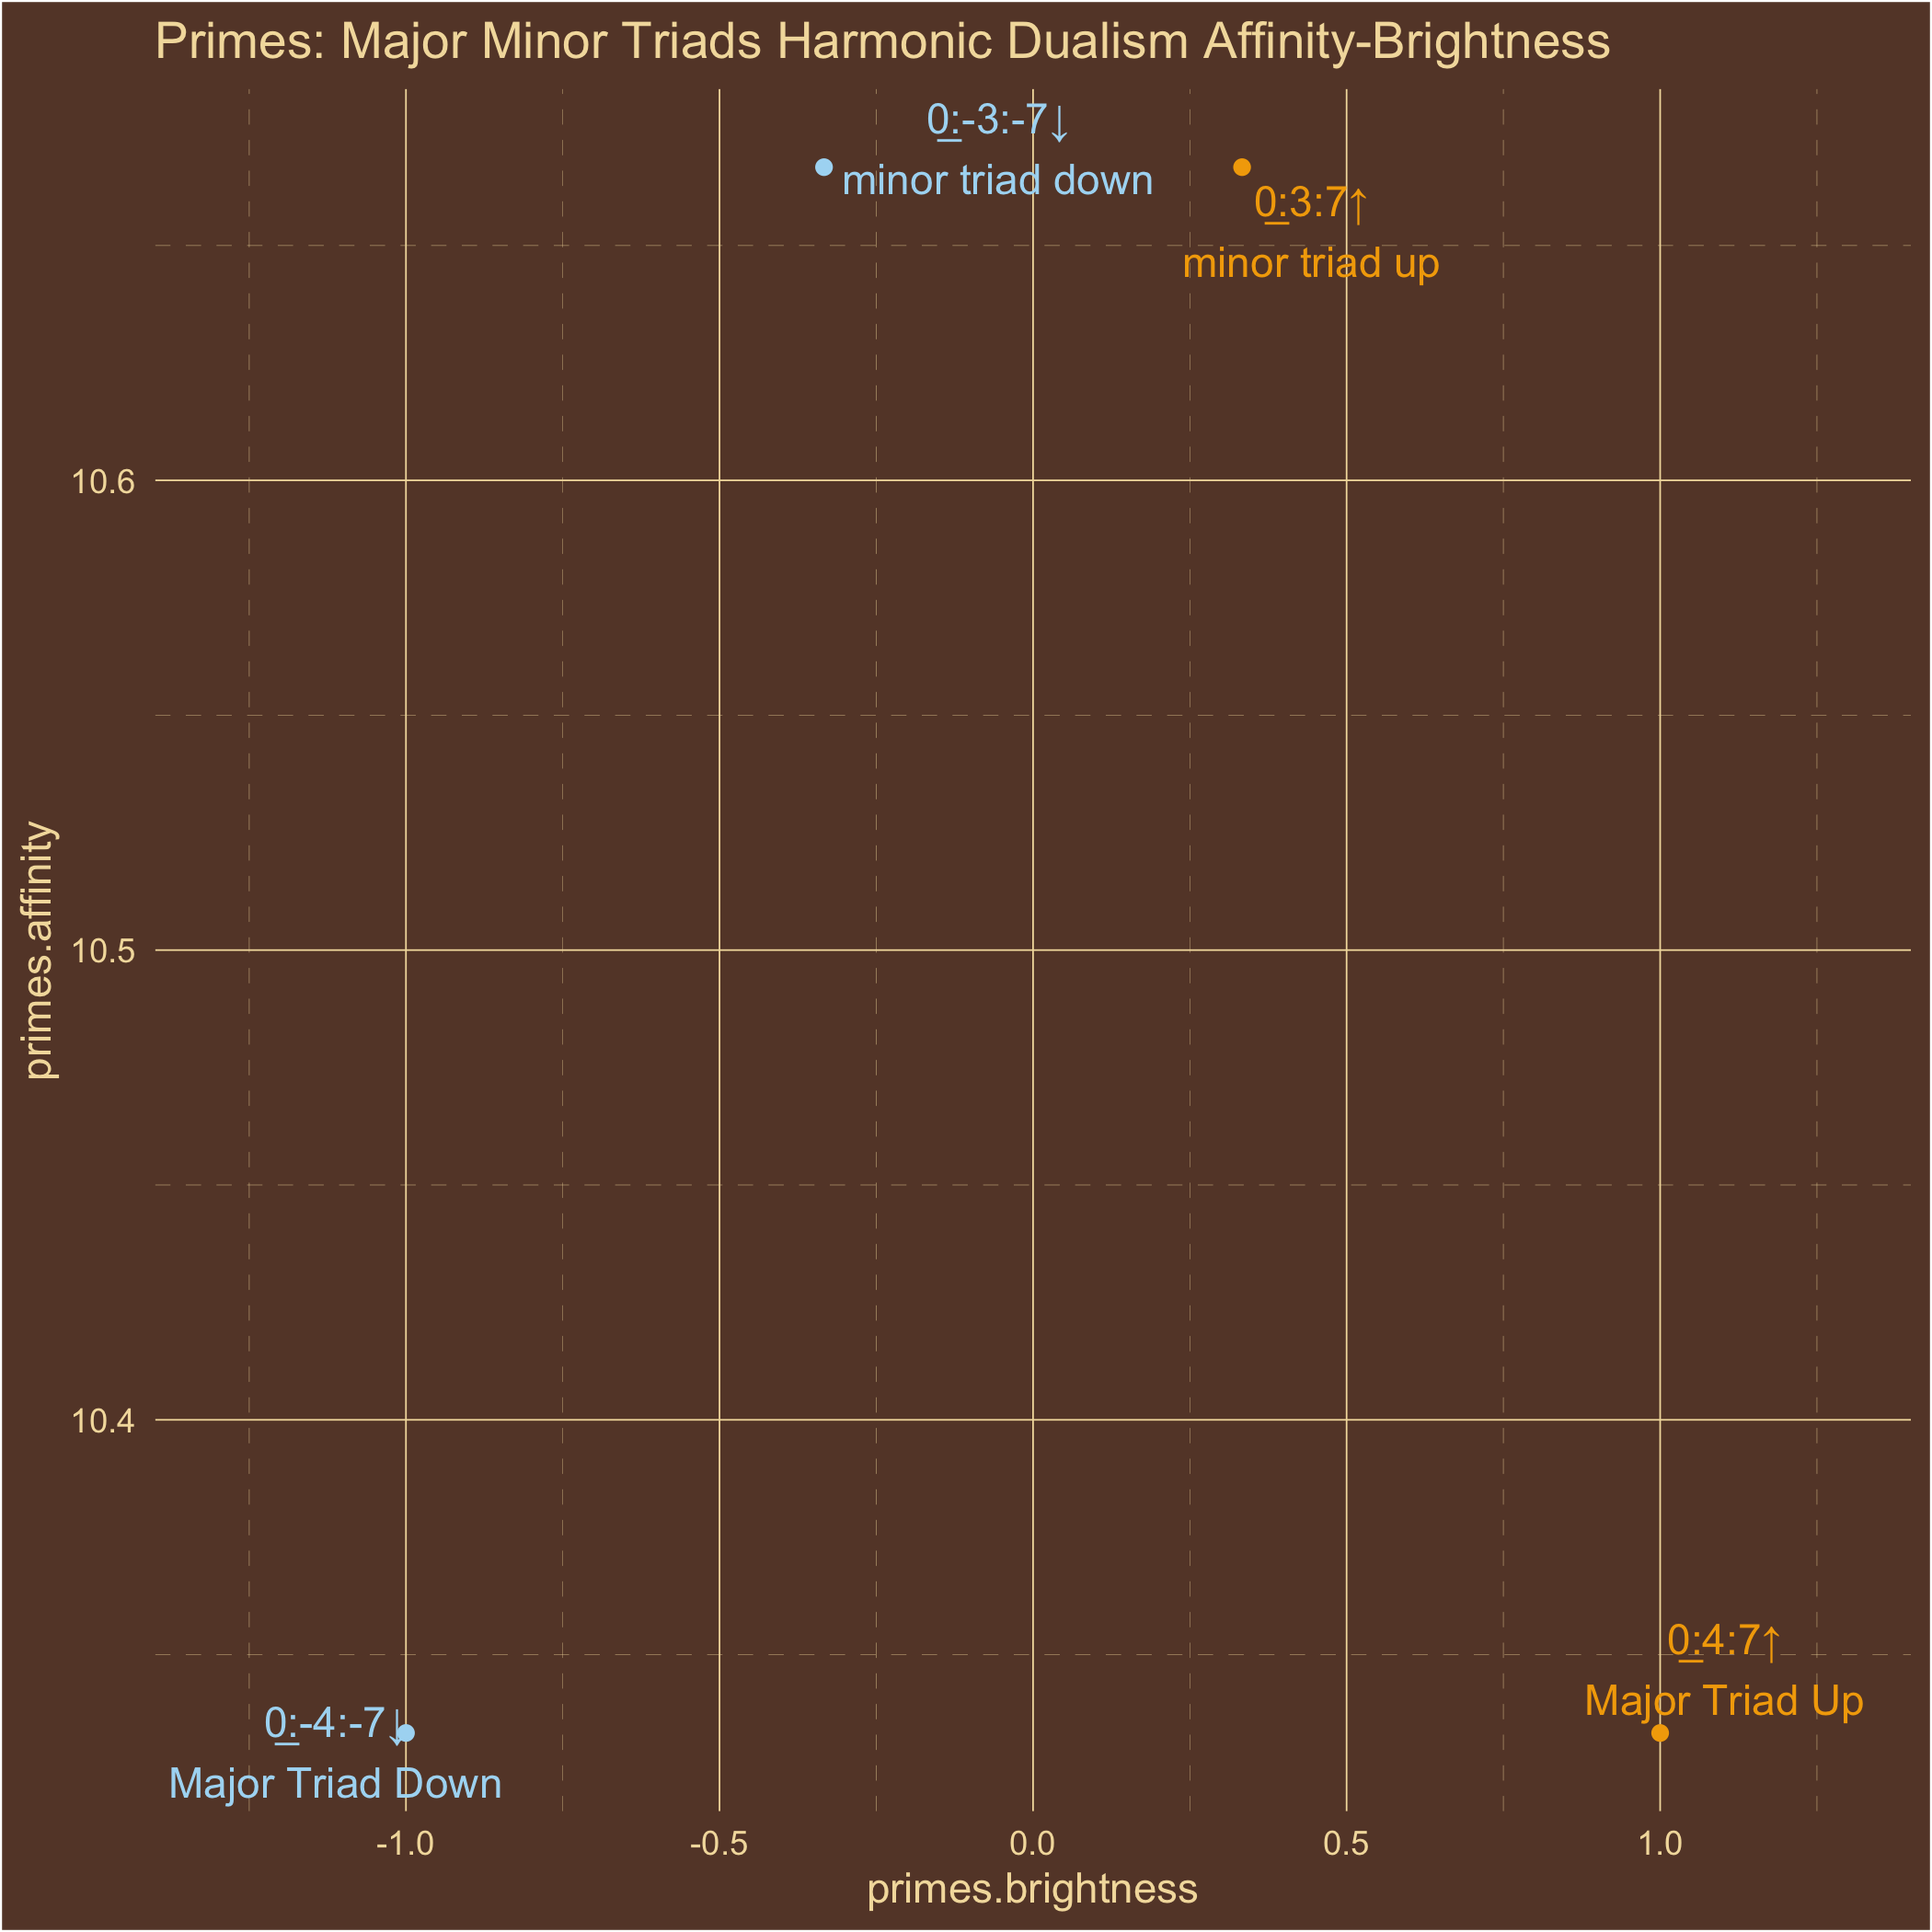 Primes: Major Minor Triads Harmonic Dualism Affinity-Brightness
0:-3:-7↓
minor triad down
0:3:7↑
minor triad up
10.6
primes.affinity
10.5
10.4
0:4:7↑
Major Triad Up
0:-4:-7↓
Major Triad Down
-1.0 -0.5 0.0 0.5 1.0
primes.brightness